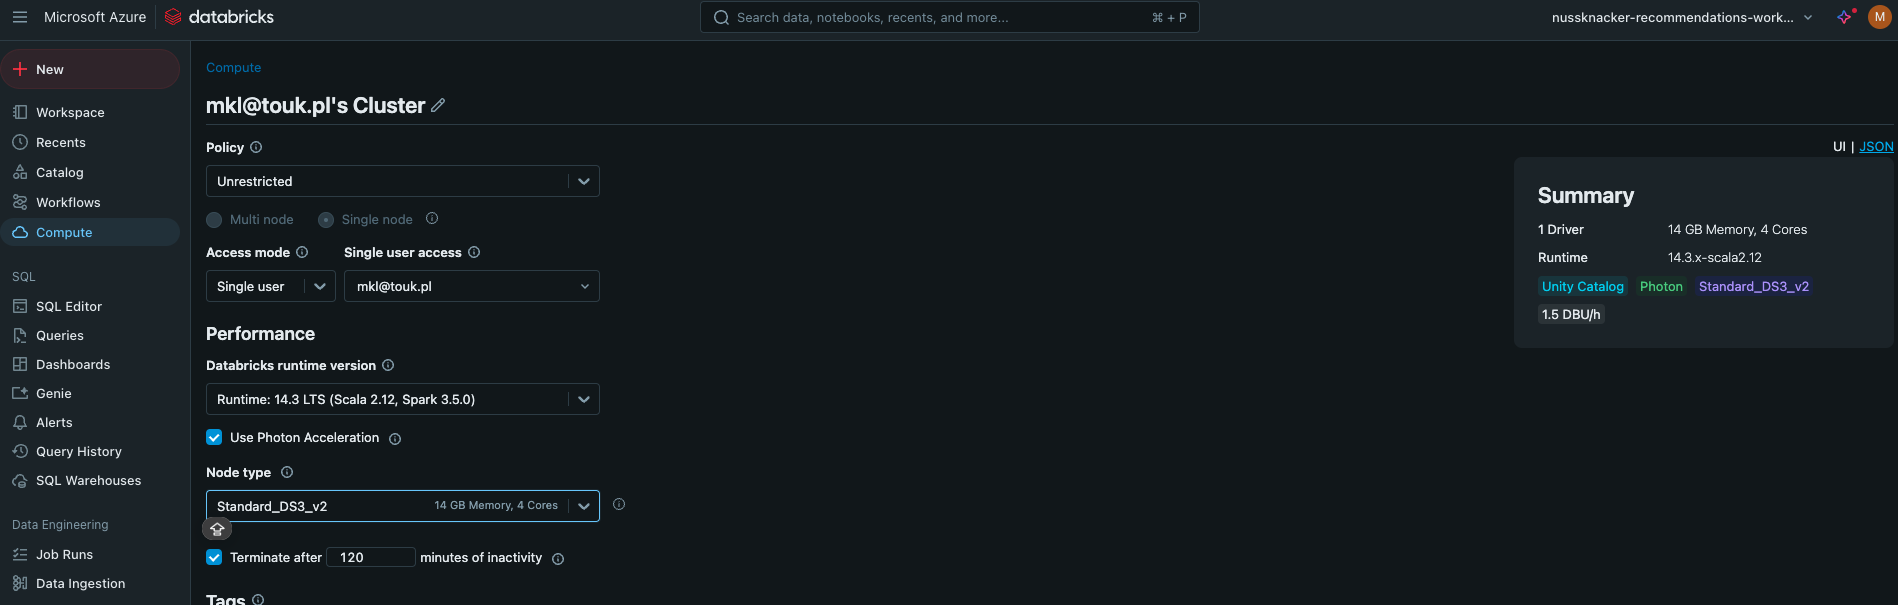 Microsoft Azure
databricks
Search data, notebooks, recents, and more...
⌘ + P
nussknacker-recommendations-work...
M
New
Workspace
Recents
Catalog
Workflows
Compute
SQL
SQL Editor
Queries
Dashboards
Genie
Alerts
Query History
SQL Warehouses
Data Engineering
Job Runs
Data Ingestion
Compute
mkl@touk.pl's Cluster
Policy
Unrestricted
Multi node Single node
Access mode Single user access
Single user mkl@touk.pl
Performance
Databricks runtime version
Runtime: 14.3 LTS (Scala 2.12, Spark 3.5.0)
Use Photon Acceleration
Node type
Standard_DS3_v2 14 GB Memory, 4 Cores
Terminate after 120 minutes of inactivity
Tags
UI | JSON
Summary
1 Driver 14 GB Memory, 4 Cores
Runtime 14.3.x-scala2.12
Unity Catalog Photon Standard_DS3_v2
1.5 DBU/h